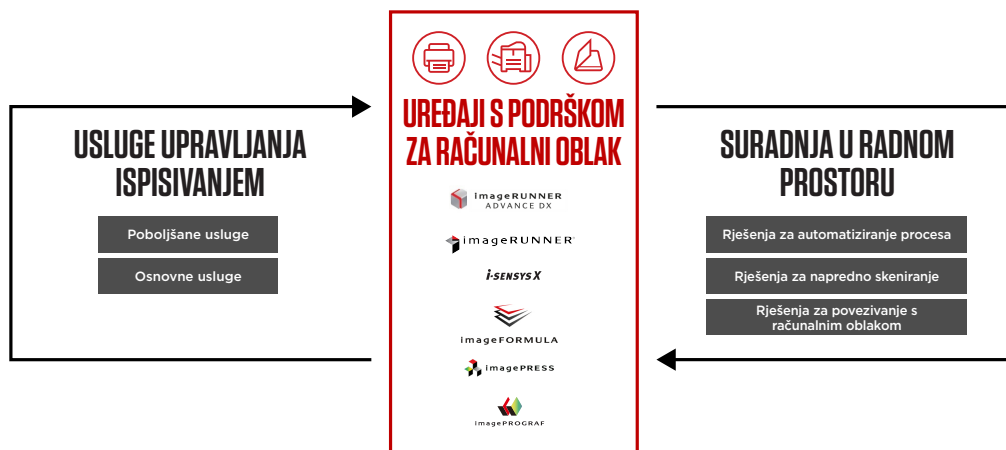 USLUGE UPRAVLJANJA
ISPISIVANJEM
Poboljšane usluge
Osnovne usluge
UREĐAJI S PODRŠKOM
ZA RAČUNALNI OBLAK
imageRUNNER
ADVANCE DX
imageRUNNER
i-SENSYS X
imageFORMULA
imagePRESS
imagePROGRAF
SURADNJA U RADNOM
PROSTORU
Rješenja za automatiziranje procesa
Rješenja za napredno skeniranje
Rješenja za povezivanje s
računalnim oblakom